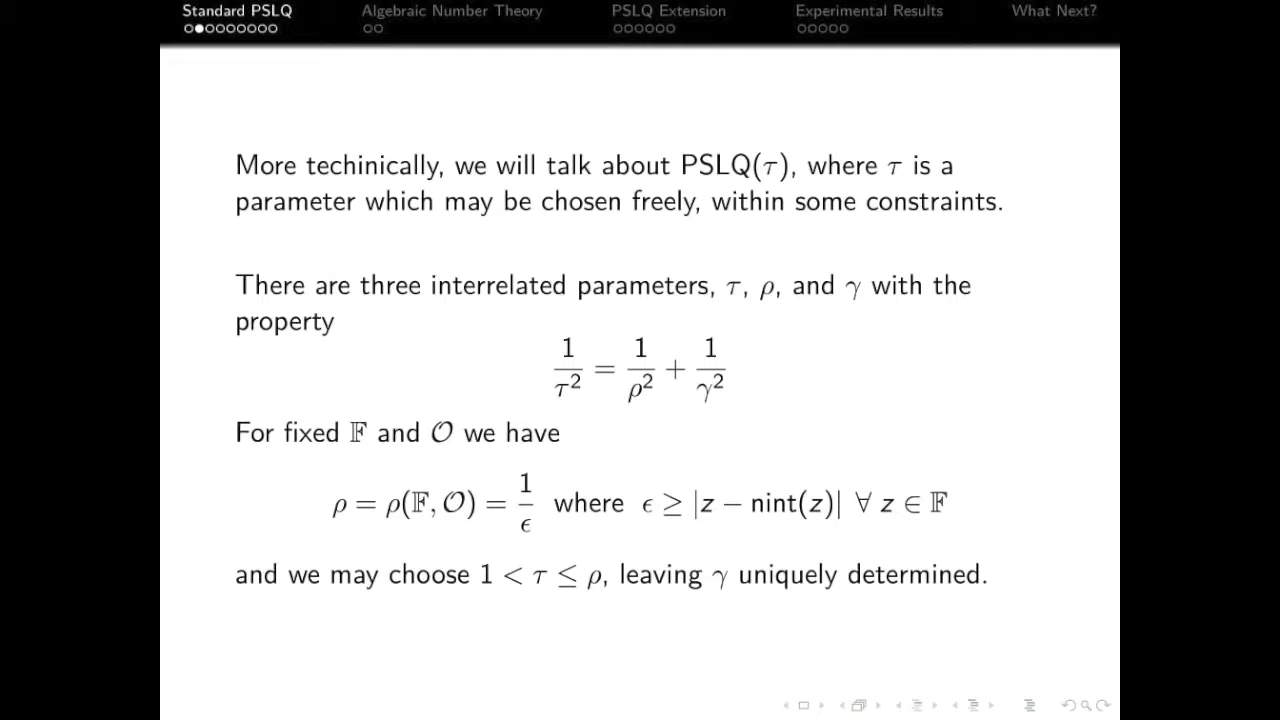 Standard PSLQ Algebraic Number Theory PSLQ Extension Experimental Results What Next?
More techinically, we will talk about PSLQ(τ), where τ is a
parameter which may be chosen freely, within some constraints.
There are three interrelated parameters, τ, ρ, and γ with the
property
1/τ² = 1/ρ² + 1/γ²
For fixed 𝔽 and 𝒪 we have
ρ = ρ(𝔽, 𝒪) = 1/ϵ where ϵ ≥ |z − nint(z)| ∀ z ∈ 𝔽
and we may choose 1 < τ ≤ ρ, leaving γ uniquely determined.